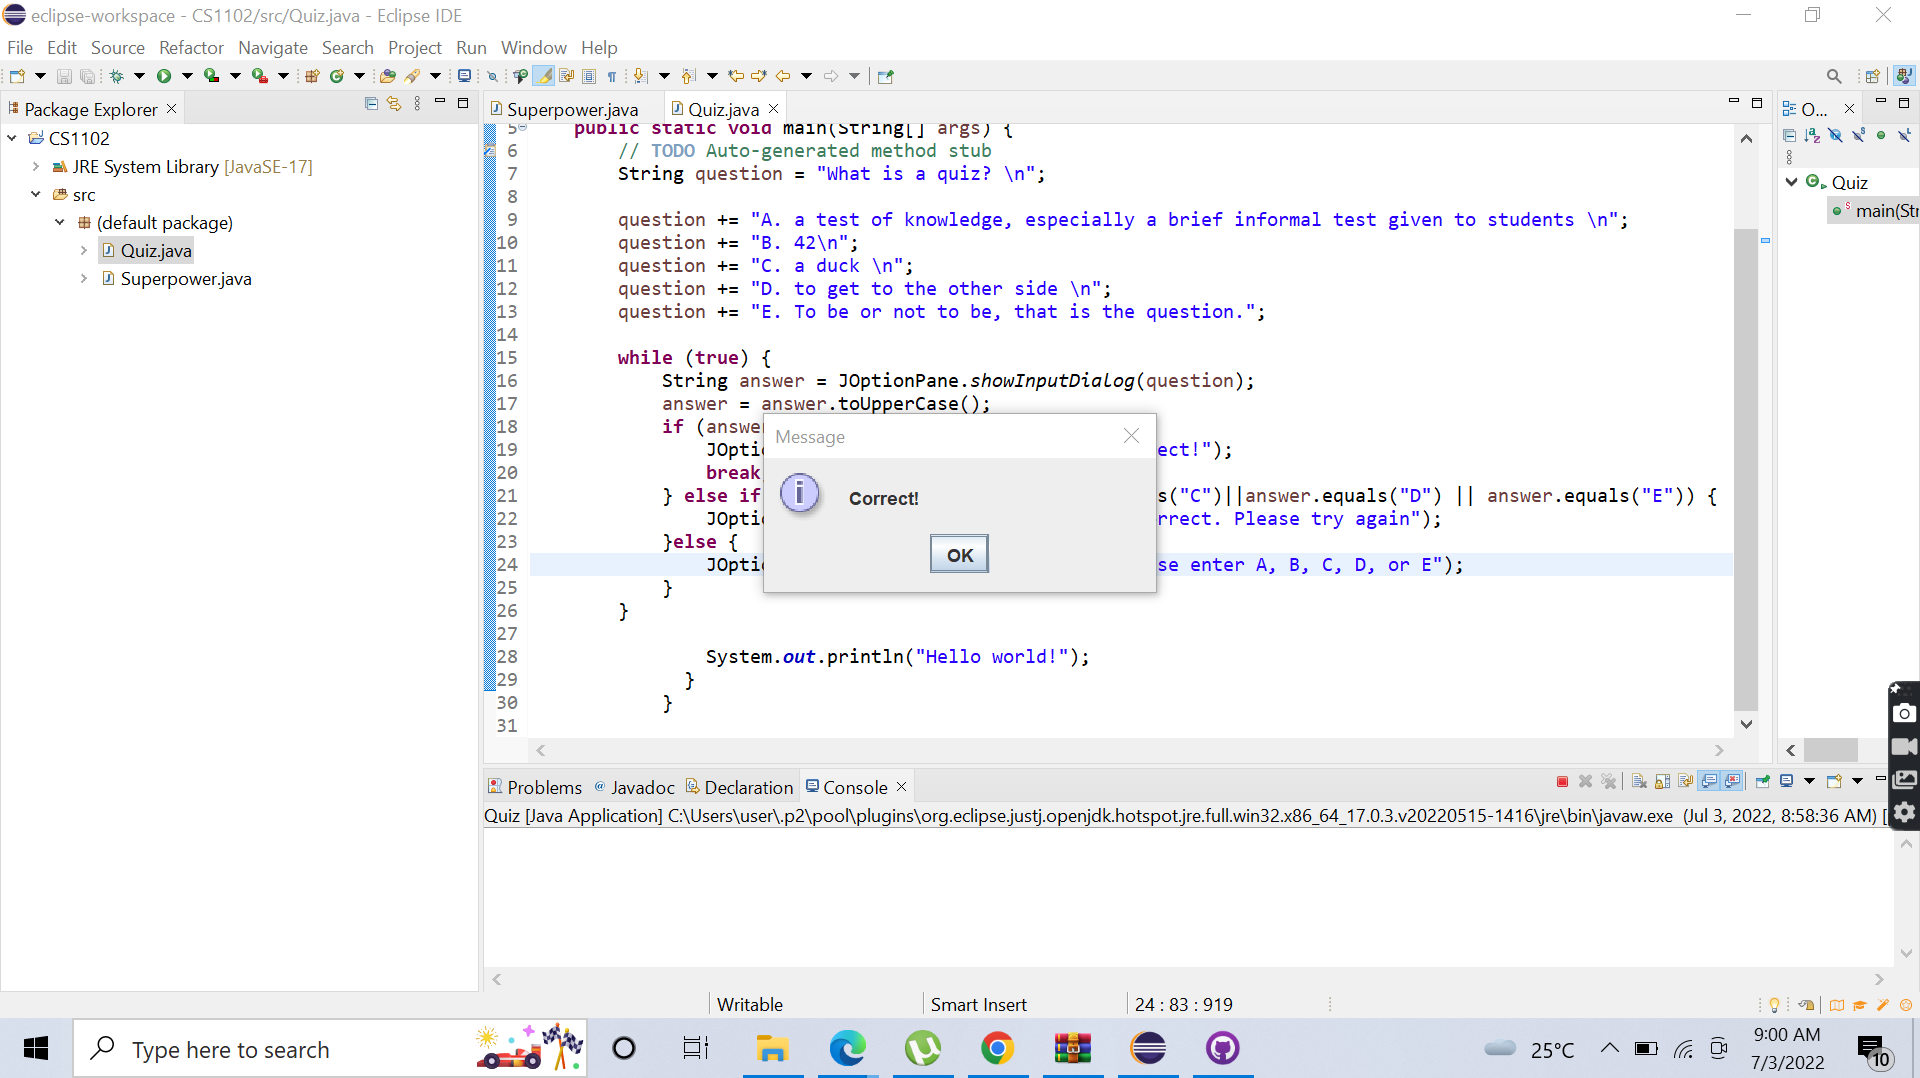 eclipse-workspace - CS1102/src/Quiz.java - Eclipse IDE
File Edit Source Refactor Navigate Search Project Run Window Help
Package Explorer
CS1102
JRE System Library [JavaSE-17]
src
(default package)
Quiz.java
Superpower.java
Superpower.java
Quiz.java
5 public static void main(String[] args) {
6 // TODO Auto-generated method stub
7 String question = "What is a quiz? \n";
8
9 question += "A. a test of knowledge, especially a brief informal test given to students \n";
10 question += "B. 42\n";
11 question += "C. a duck \n";
12 question += "D. to get to the other side \n";
13 question += "E. To be or not to be, that is the question.";
14
15 while (true) {
16 String answer = JOptionPane.showInputDialog(question);
17 answer = answer.toUpperCase();
18 if (answe
19 JOptio ect!");
20 break
21 } else if s("C")||answer.equals("D") || answer.equals("E")) {
22 JOptio rrect. Please try again");
23 }else {
24 JOptio se enter A, B, C, D, or E");
25 }
26 }
27
28 System.out.println("Hello world!");
29 }
30 }
31
Message
Correct!
OK
O...
Quiz
main(Str
Problems
@ Javadoc
Declaration
Console
Quiz [Java Application] C:\Users\user\.p2\pool\plugins\org.eclipse.justj.openjdk.hotspot.jre.full.win32.x86_64_17.0.3.v20220515-1416\jre\bin\javaw.exe (Jul 3, 2022, 8:58:36 AM) [
Writable
Smart Insert
24 : 83 : 919
Type here to search
25°C
9:00 AM
7/3/2022
10